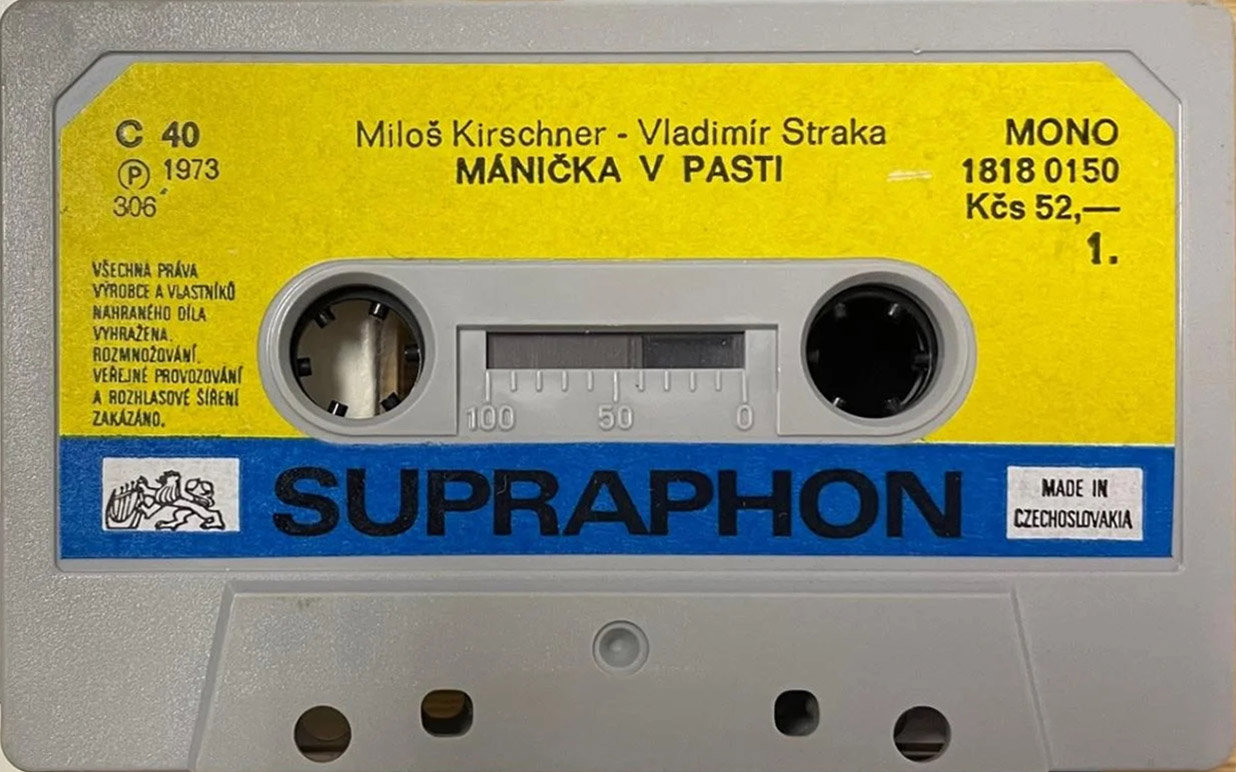 C 40
Ⓟ 1973
306
Miloš Kirschner - Vladimír Straka
MÁNIČKA V PASTI
MONO
1818 0150
Kčs 52,—
1.
VŠECHNA PRÁVA
VÝROBCE A VLASTNÍKŮ
NAHRANÉHO DÍLA
VYHRAŽENA.
ROZMNOŽOVÁNÍ,
VEŘEJNÉ PROVOZOVÁNÍ
A ROZHLASOVÉ ŠÍŘENÍ
ZAKÁZÁNO.
100 50 0
SUPRAPHON
MADE IN
CZECHOSLOVAKIA